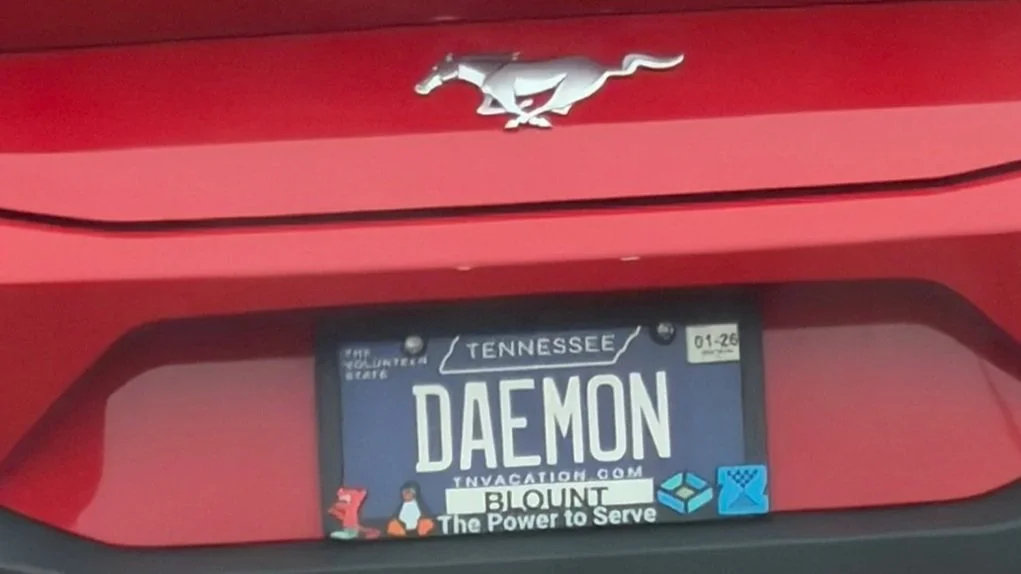 TENNESSEE
01-26
THE
VOLUNTEER
STATE
DAEMON
TNVACATION.COM
BLOUNT
The Power to Serve